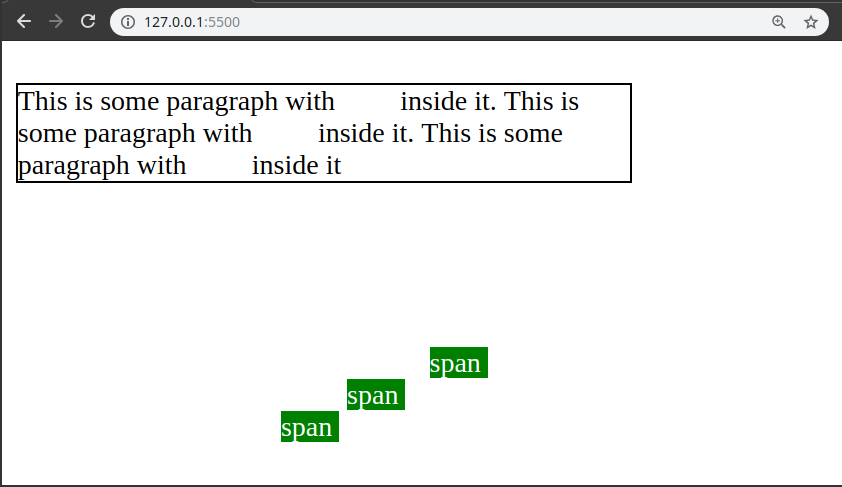 127.0.0.1:5500
This is some paragraph with inside it. This is
some paragraph with inside it. This is some
paragraph with inside it
span
span
span